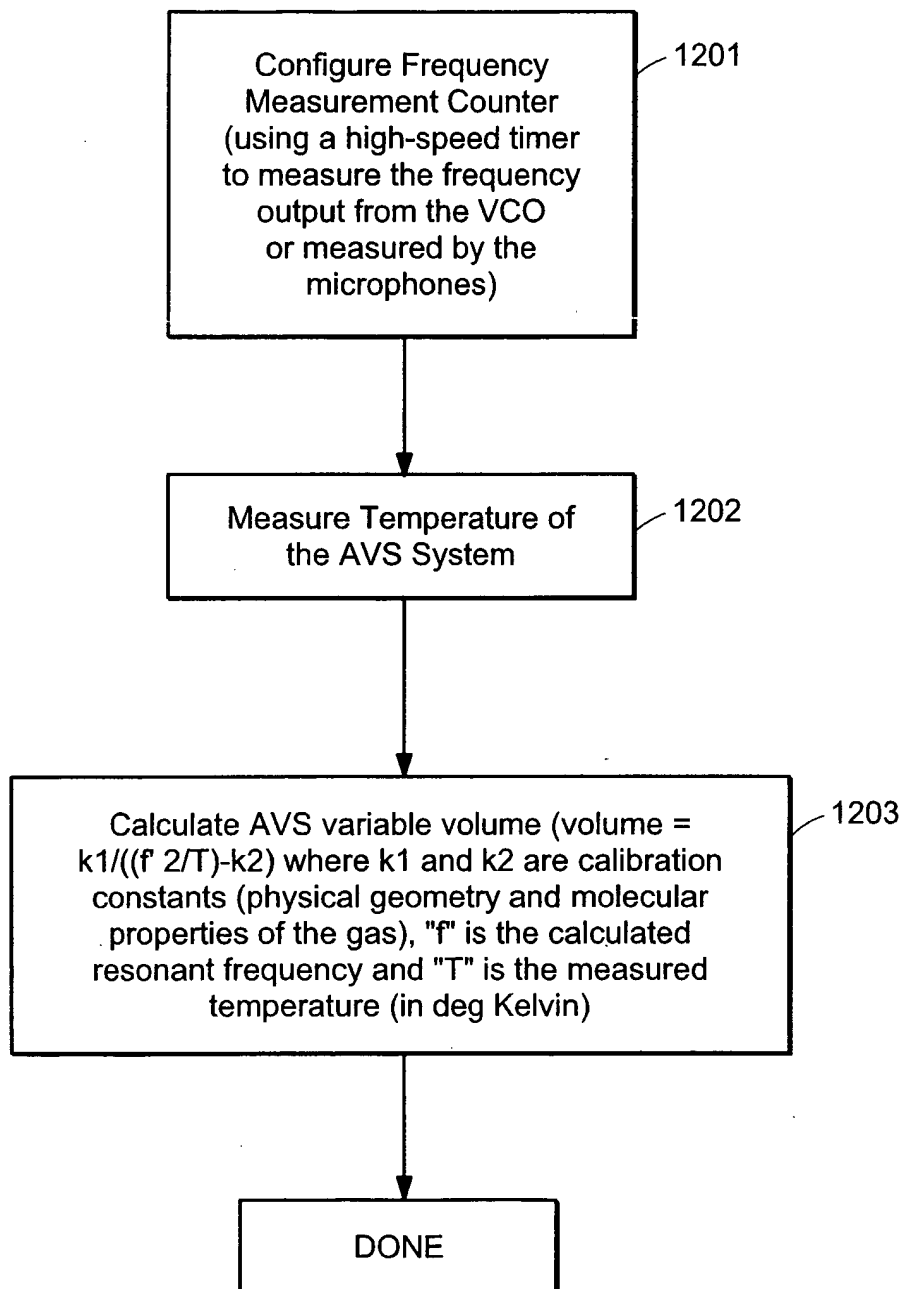 Configure Frequency
Measurement Counter
(using a high-speed timer
to measure the frequency
output from the VCO
or measured by the
microphones)
1201
Measure Temperature of
the AVS System
1202
Calculate AVS variable volume (volume =
k1/((f' 2/T)-k2) where k1 and k2 are calibration
constants (physical geometry and molecular
properties of the gas), "f" is the calculated
resonant frequency and "T" is the measured
temperature (in deg Kelvin)
1203
DONE